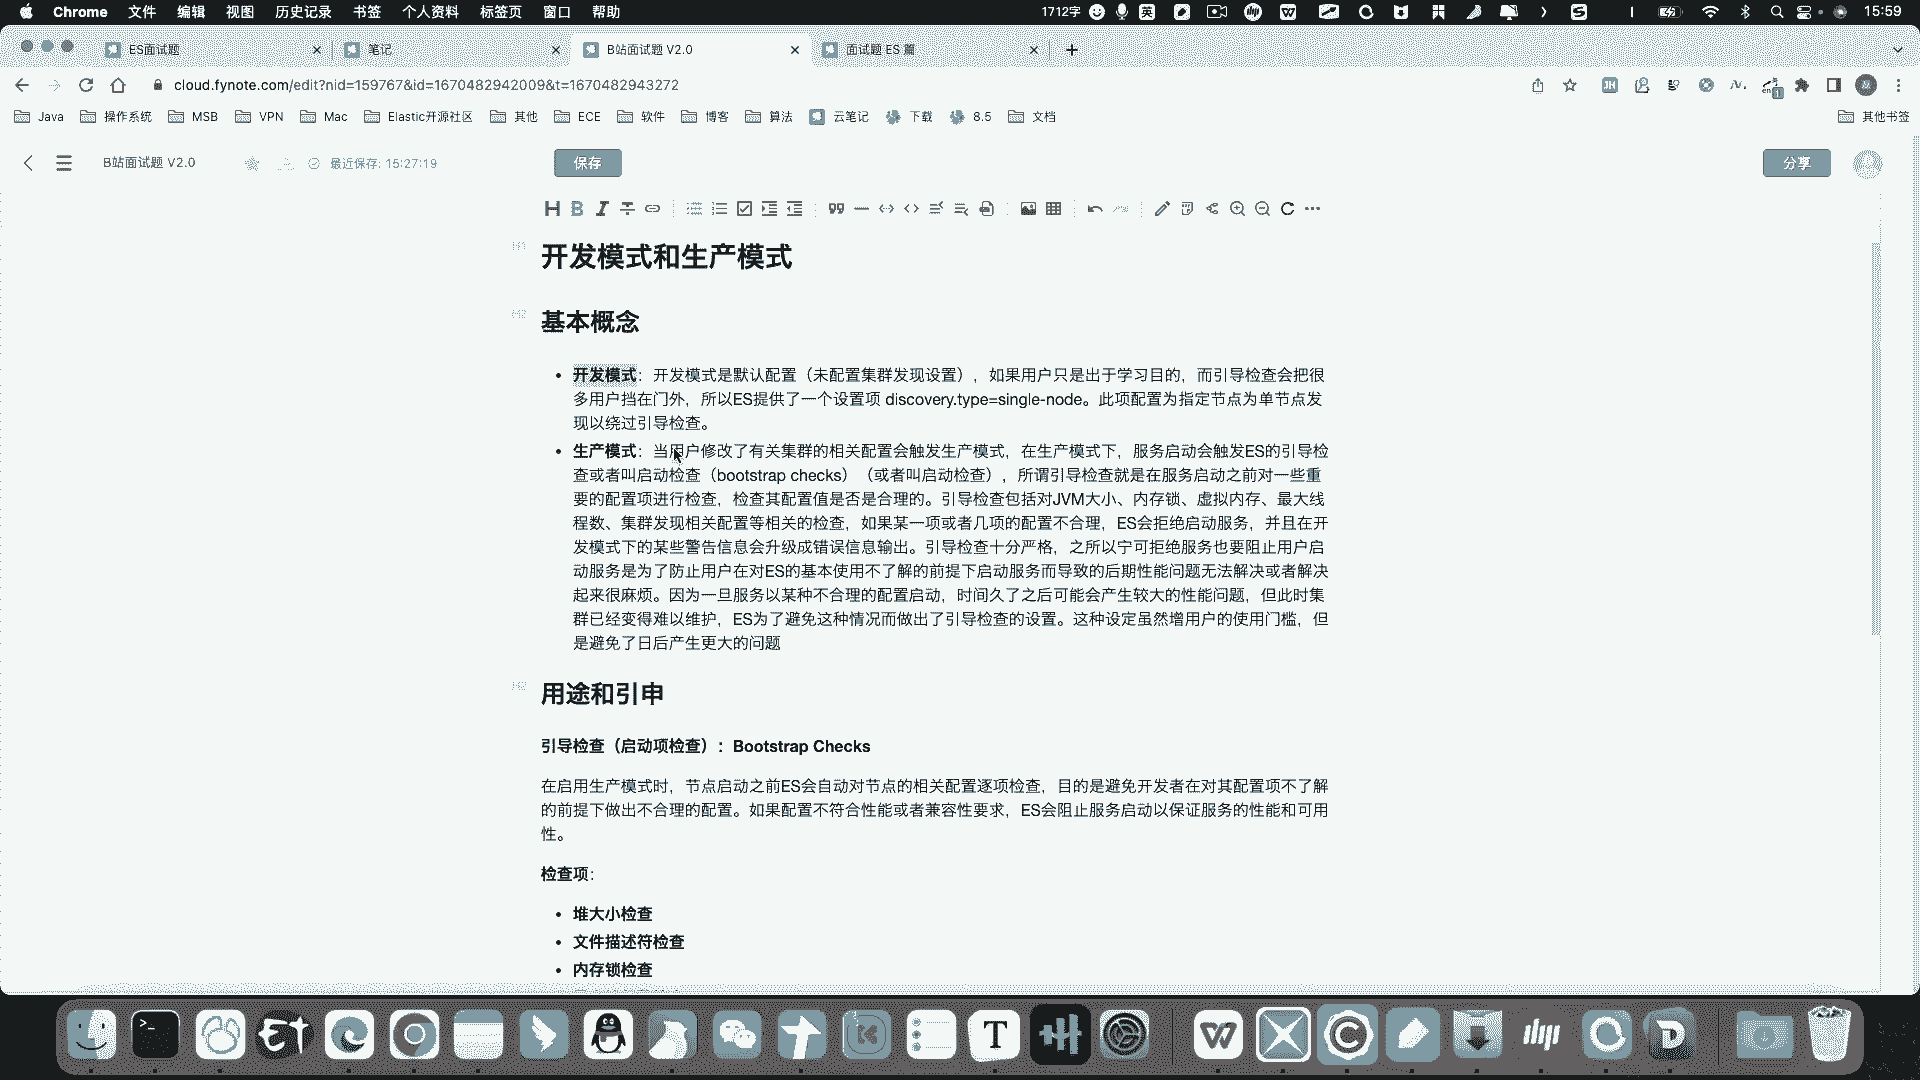 Chrome 文件 编辑 视图 历史记录 书签 个人资料 标签页 窗口 帮助 1712字 英 15:59
ES面试题 笔记 B站面试题 V2.0 面试题 ES 篇
cloud.fynote.com/edit?nid=159767&id=1670482942009&t=1670482943272
Java 操作系统 MSB VPN Mac Elastic开源社区 其他 ECE 软件 博客 算法 云笔记 下载 8.5 文档 其他书签
B站面试题 V2.0 最近保存: 15:27:19 保存 分享
H1 开发模式和生产模式
H2 基本概念
• 开发模式：开发模式是默认配置（未配置集群发现设置），如果用户只是出于学习目的，而引导检查会把很
多用户挡在门外，所以ES提供了一个设置项 discovery.type=single-node。此项配置为指定节点为单节点发
现以绕过引导检查。
• 生产模式：当用户修改了有关集群的相关配置会触发生产模式，在生产模式下，服务启动会触发ES的引导检
查或者叫启动检查（bootstrap checks）（或者叫启动检查），所谓引导检查就是在服务启动之前对一些重
要的配置项进行检查，检查其配置值是否是合理的。引导检查包括对JVM大小、内存锁、虚拟内存、最大线
程数、集群发现相关配置等相关的检查，如果某一项或者几项的配置不合理，ES会拒绝启动服务，并且在开
发模式下的某些警告信息会升级成错误信息输出。引导检查十分严格，之所以宁可拒绝服务也要阻止用户启
动服务是为了防止用户在对ES的基本使用不了解的前提下启动服务而导致的后期性能问题无法解决或者解决
起来很麻烦。因为一旦服务以某种不合理的配置启动，时间久了之后可能会产生较大的性能问题，但此时集
群已经变得难以维护，ES为了避免这种情况而做出了引导检查的设置。这种设定虽然增用户的使用门槛，但
是避免了日后产生更大的问题
H2 用途和引申
引导检查（启动项检查）：Bootstrap Checks
在启用生产模式时，节点启动之前ES会自动对节点的相关配置逐项检查，目的是避免开发者在对其配置项不了解
的前提下做出不合理的配置。如果配置不符合性能或者兼容性要求，ES会阻止服务启动以保证服务的性能和可用
性。
检查项：
• 堆大小检查
• 文件描述符检查
• 内存锁检查